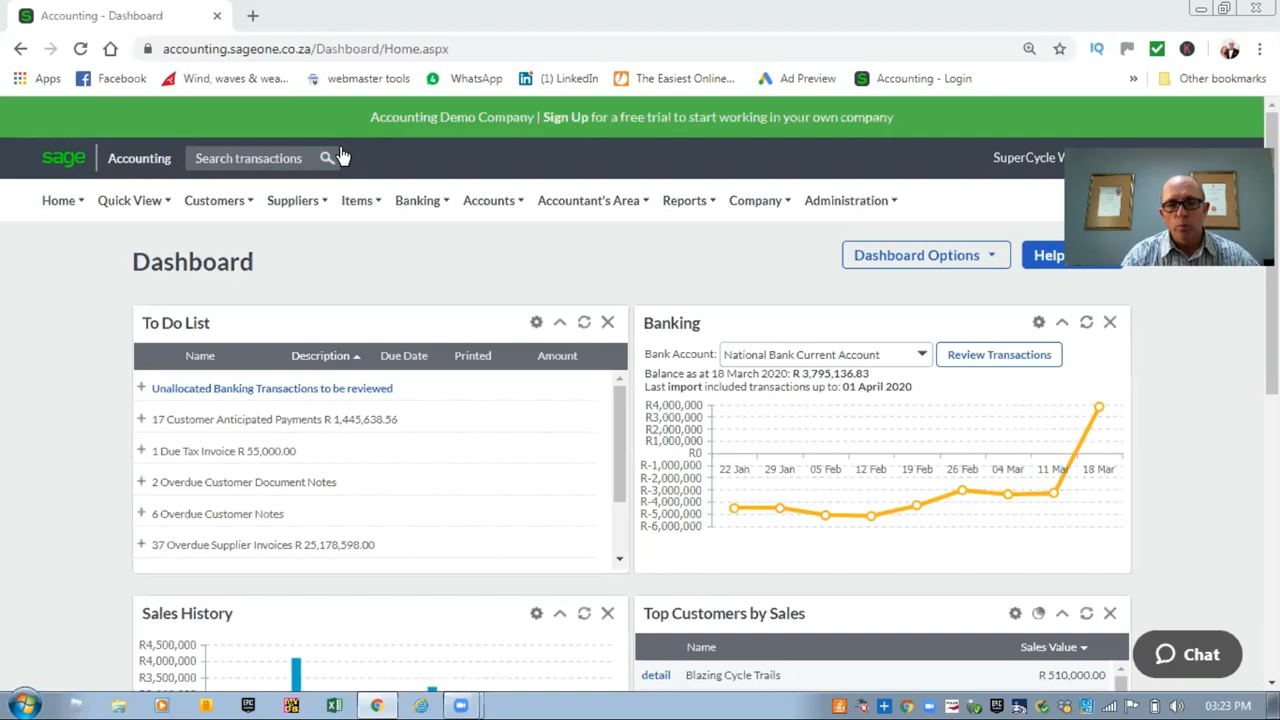 Accounting - Dashboard
accounting.sageone.co.za/Dashboard/Home.aspx
IQ
K
Apps
Facebook
Wind, waves & wea...
webmaster tools
WhatsApp
(1) LinkedIn
The Easiest Online...
Ad Preview
Accounting - Login
»
Other bookmarks
Accounting Demo Company | Sign Up for a free trial to start working in your own company
sage
Accounting
Search transactions
SuperCycle W
Home
Quick View
Customers
Suppliers
Items
Banking
Accounts
Accountant's Area
Reports
Company
Administration
Dashboard
Dashboard Options
Help
To Do List
Name Description Due Date Printed Amount
Unallocated Banking Transactions to be reviewed
17 Customer Anticipated Payments R 1,445,638.56
1 Due Tax Invoice R 55,000.00
2 Overdue Customer Document Notes
6 Overdue Customer Notes
37 Overdue Supplier Invoices R 25,178,598.00
Banking
Bank Account: National Bank Current Account
Review Transactions
Balance as at 18 March 2020: R 3,795,136.83
Last import included transactions up to: 01 April 2020
R4,000,000
R3,000,000
R2,000,000
R1,000,000
R0
R-1,000,000
R-2,000,000
R-3,000,000
R-4,000,000
R-5,000,000
R-6,000,000
22 Jan 29 Jan 05 Feb 12 Feb 19 Feb 26 Feb 04 Mar 11 Mar 18 Mar
Sales History
R4,500,000
R4,000,000
R3,500,000
Top Customers by Sales
Name Sales Value
detail Blazing Cycle Trails R 510,000.00
Chat
03:23 PM